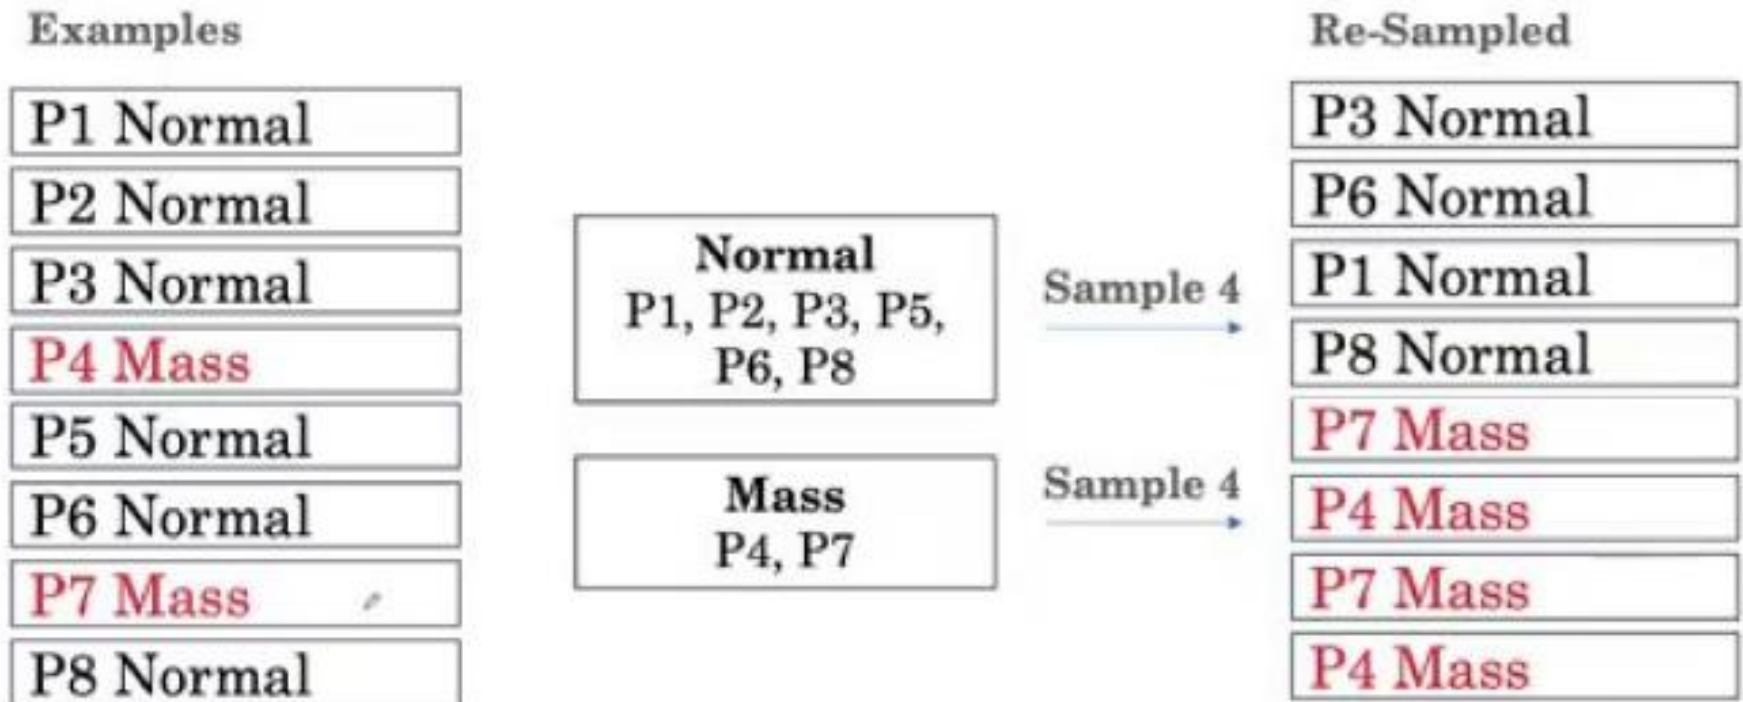 Examples
P1 Normal
P2 Normal
P3 Normal
P4 Mass
P5 Normal
P6 Normal
P7 Mass
P8 Normal
Normal
P1, P2, P3, P5,
P6, P8
Mass
P4, P7
Sample 4
Sample 4
Re-Sampled
P3 Normal
P6 Normal
P1 Normal
P8 Normal
P7 Mass
P4 Mass
P7 Mass
P4 Mass